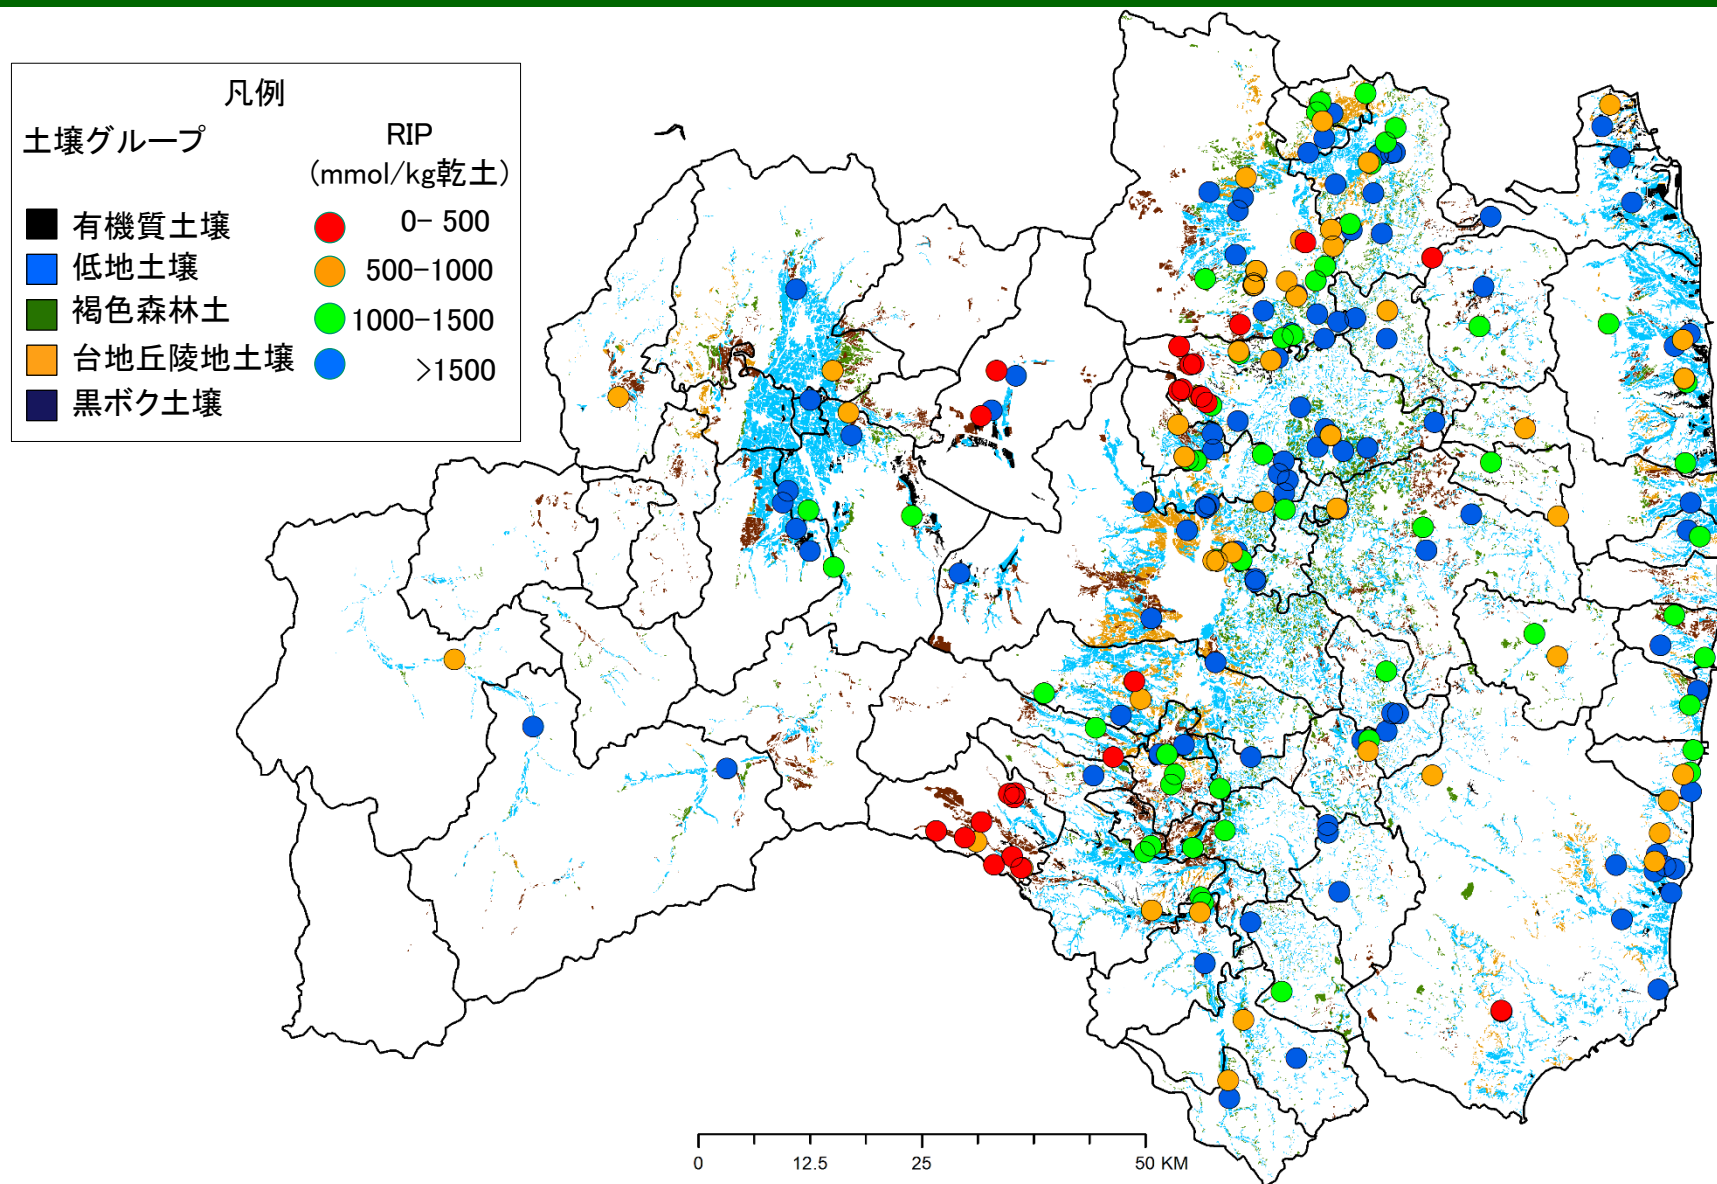 凡例
土壌グループ
RIP
(mmol/kg乾土)
有機質土壌
0- 500
低地土壌
500-1000
褐色森林土
1000-1500
台地丘陵地土壌
>1500
黒ボク土壌
0 12.5 25 50 KM